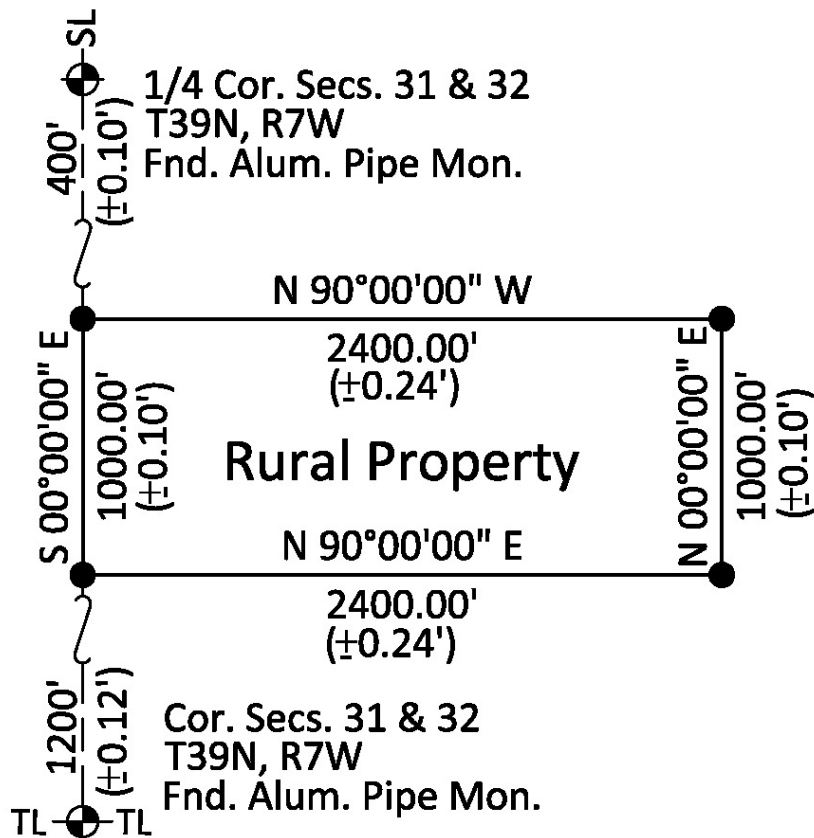 SL
1/4 Cor. Secs. 31 & 32
T39N, R7W
Fnd. Alum. Pipe Mon.
400'
(±0.10')
N 90°00'00" W
2400.00'
(±0.24')
S 00°00'00" E
1000.00'
(±0.10')
Rural Property
N 00°00'00" E
1000.00'
(±0.10')
N 90°00'00" E
2400.00'
(±0.24')
1200'
(±0.12')
Cor. Secs. 31 & 32
T39N, R7W
Fnd. Alum. Pipe Mon.
TL TL